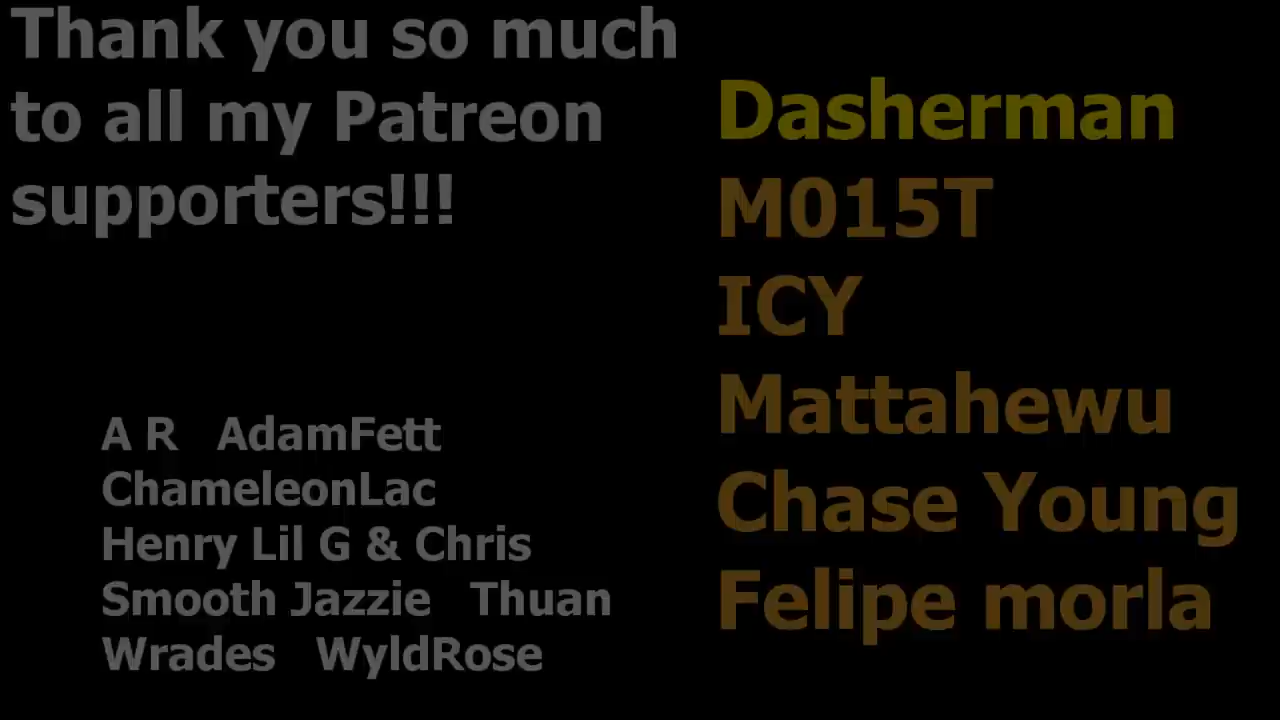 Thank you so much
to all my Patreon
supporters!!!
A R   AdamFett
ChameleonLac
Henry Lil G & Chris
Smooth Jazzie   Thuan
Wrades   WyldRose
Dasherman
M015T
ICY
Mattahewu
Chase Young
Felipe morla